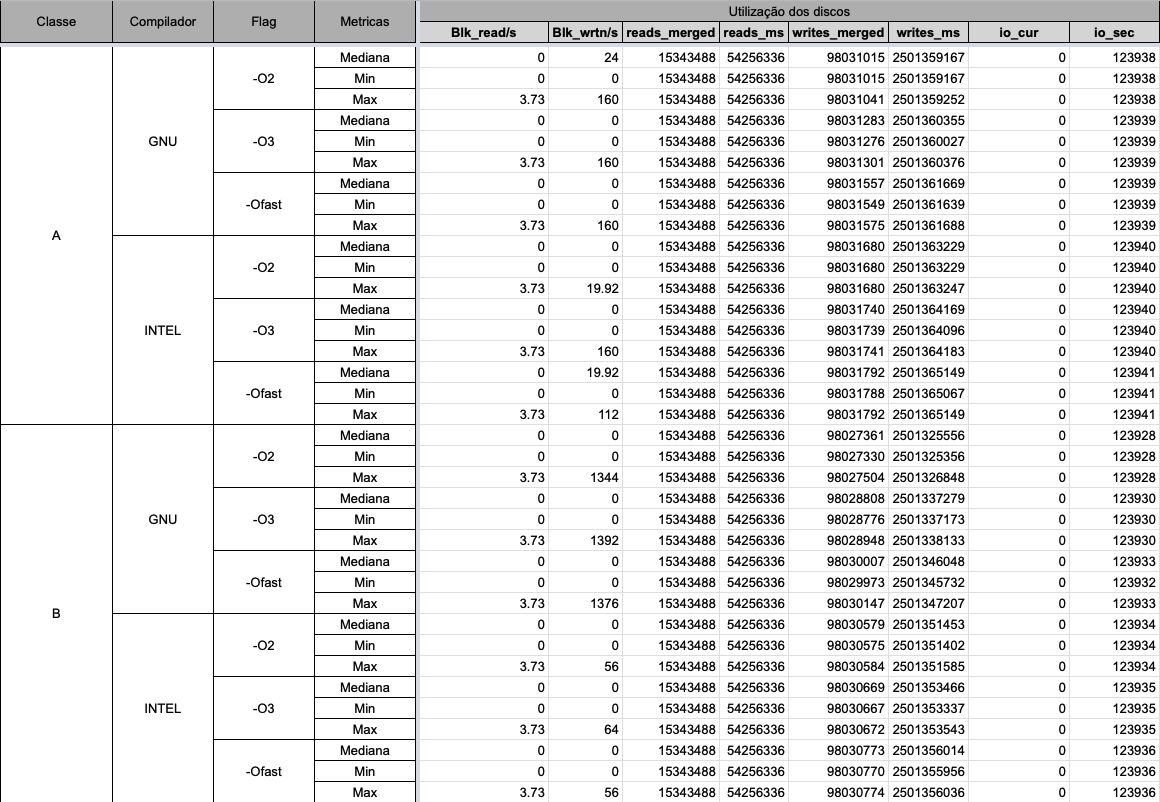 Classe Compilador Flag Metricas Utilização dos discos
Blk_read/s Blk_wrtn/s reads_merged reads_ms writes_merged writes_ms io_cur io_sec
A GNU -O2 Mediana 0 24 15343488 54256336 98031015 2501359167 0 123938
Min 0 0 15343488 54256336 98031015 2501359167 0 123938
Max 3.73 160 15343488 54256336 98031041 2501359252 0 123938
-O3 Mediana 0 0 15343488 54256336 98031283 2501360355 0 123939
Min 0 0 15343488 54256336 98031276 2501360027 0 123939
Max 3.73 160 15343488 54256336 98031301 2501360376 0 123939
-Ofast Mediana 0 0 15343488 54256336 98031557 2501361669 0 123939
Min 0 0 15343488 54256336 98031549 2501361639 0 123939
Max 3.73 160 15343488 54256336 98031575 2501361688 0 123939
INTEL -O2 Mediana 0 0 15343488 54256336 98031680 2501363229 0 123940
Min 0 0 15343488 54256336 98031680 2501363229 0 123940
Max 3.73 19.92 15343488 54256336 98031680 2501363247 0 123940
-O3 Mediana 0 0 15343488 54256336 98031740 2501364169 0 123940
Min 0 0 15343488 54256336 98031739 2501364096 0 123940
Max 3.73 160 15343488 54256336 98031741 2501364183 0 123940
-Ofast Mediana 0 19.92 15343488 54256336 98031792 2501365149 0 123941
Min 0 0 15343488 54256336 98031788 2501365067 0 123941
Max 3.73 112 15343488 54256336 98031792 2501365149 0 123941
B GNU -O2 Mediana 0 0 15343488 54256336 98027361 2501325556 0 123928
Min 0 0 15343488 54256336 98027330 2501325356 0 123928
Max 3.73 1344 15343488 54256336 98027504 2501326848 0 123928
-O3 Mediana 0 0 15343488 54256336 98028808 2501337279 0 123930
Min 0 0 15343488 54256336 98028776 2501337173 0 123930
Max 3.73 1392 15343488 54256336 98028948 2501338133 0 123930
-Ofast Mediana 0 0 15343488 54256336 98030007 2501346048 0 123933
Min 0 0 15343488 54256336 98029973 2501345732 0 123932
Max 3.73 1376 15343488 54256336 98030147 2501347207 0 123933
INTEL -O2 Mediana 0 0 15343488 54256336 98030579 2501351453 0 123934
Min 0 0 15343488 54256336 98030575 2501351402 0 123934
Max 3.73 56 15343488 54256336 98030584 2501351585 0 123934
-O3 Mediana 0 0 15343488 54256336 98030669 2501353466 0 123935
Min 0 0 15343488 54256336 98030667 2501353337 0 123935
Max 3.73 64 15343488 54256336 98030672 2501353543 0 123935
-Ofast Mediana 0 0 15343488 54256336 98030773 2501356014 0 123936
Min 0 0 15343488 54256336 98030770 2501355956 0 123936
Max 3.73 56 15343488 54256336 98030774 2501356036 0 123936